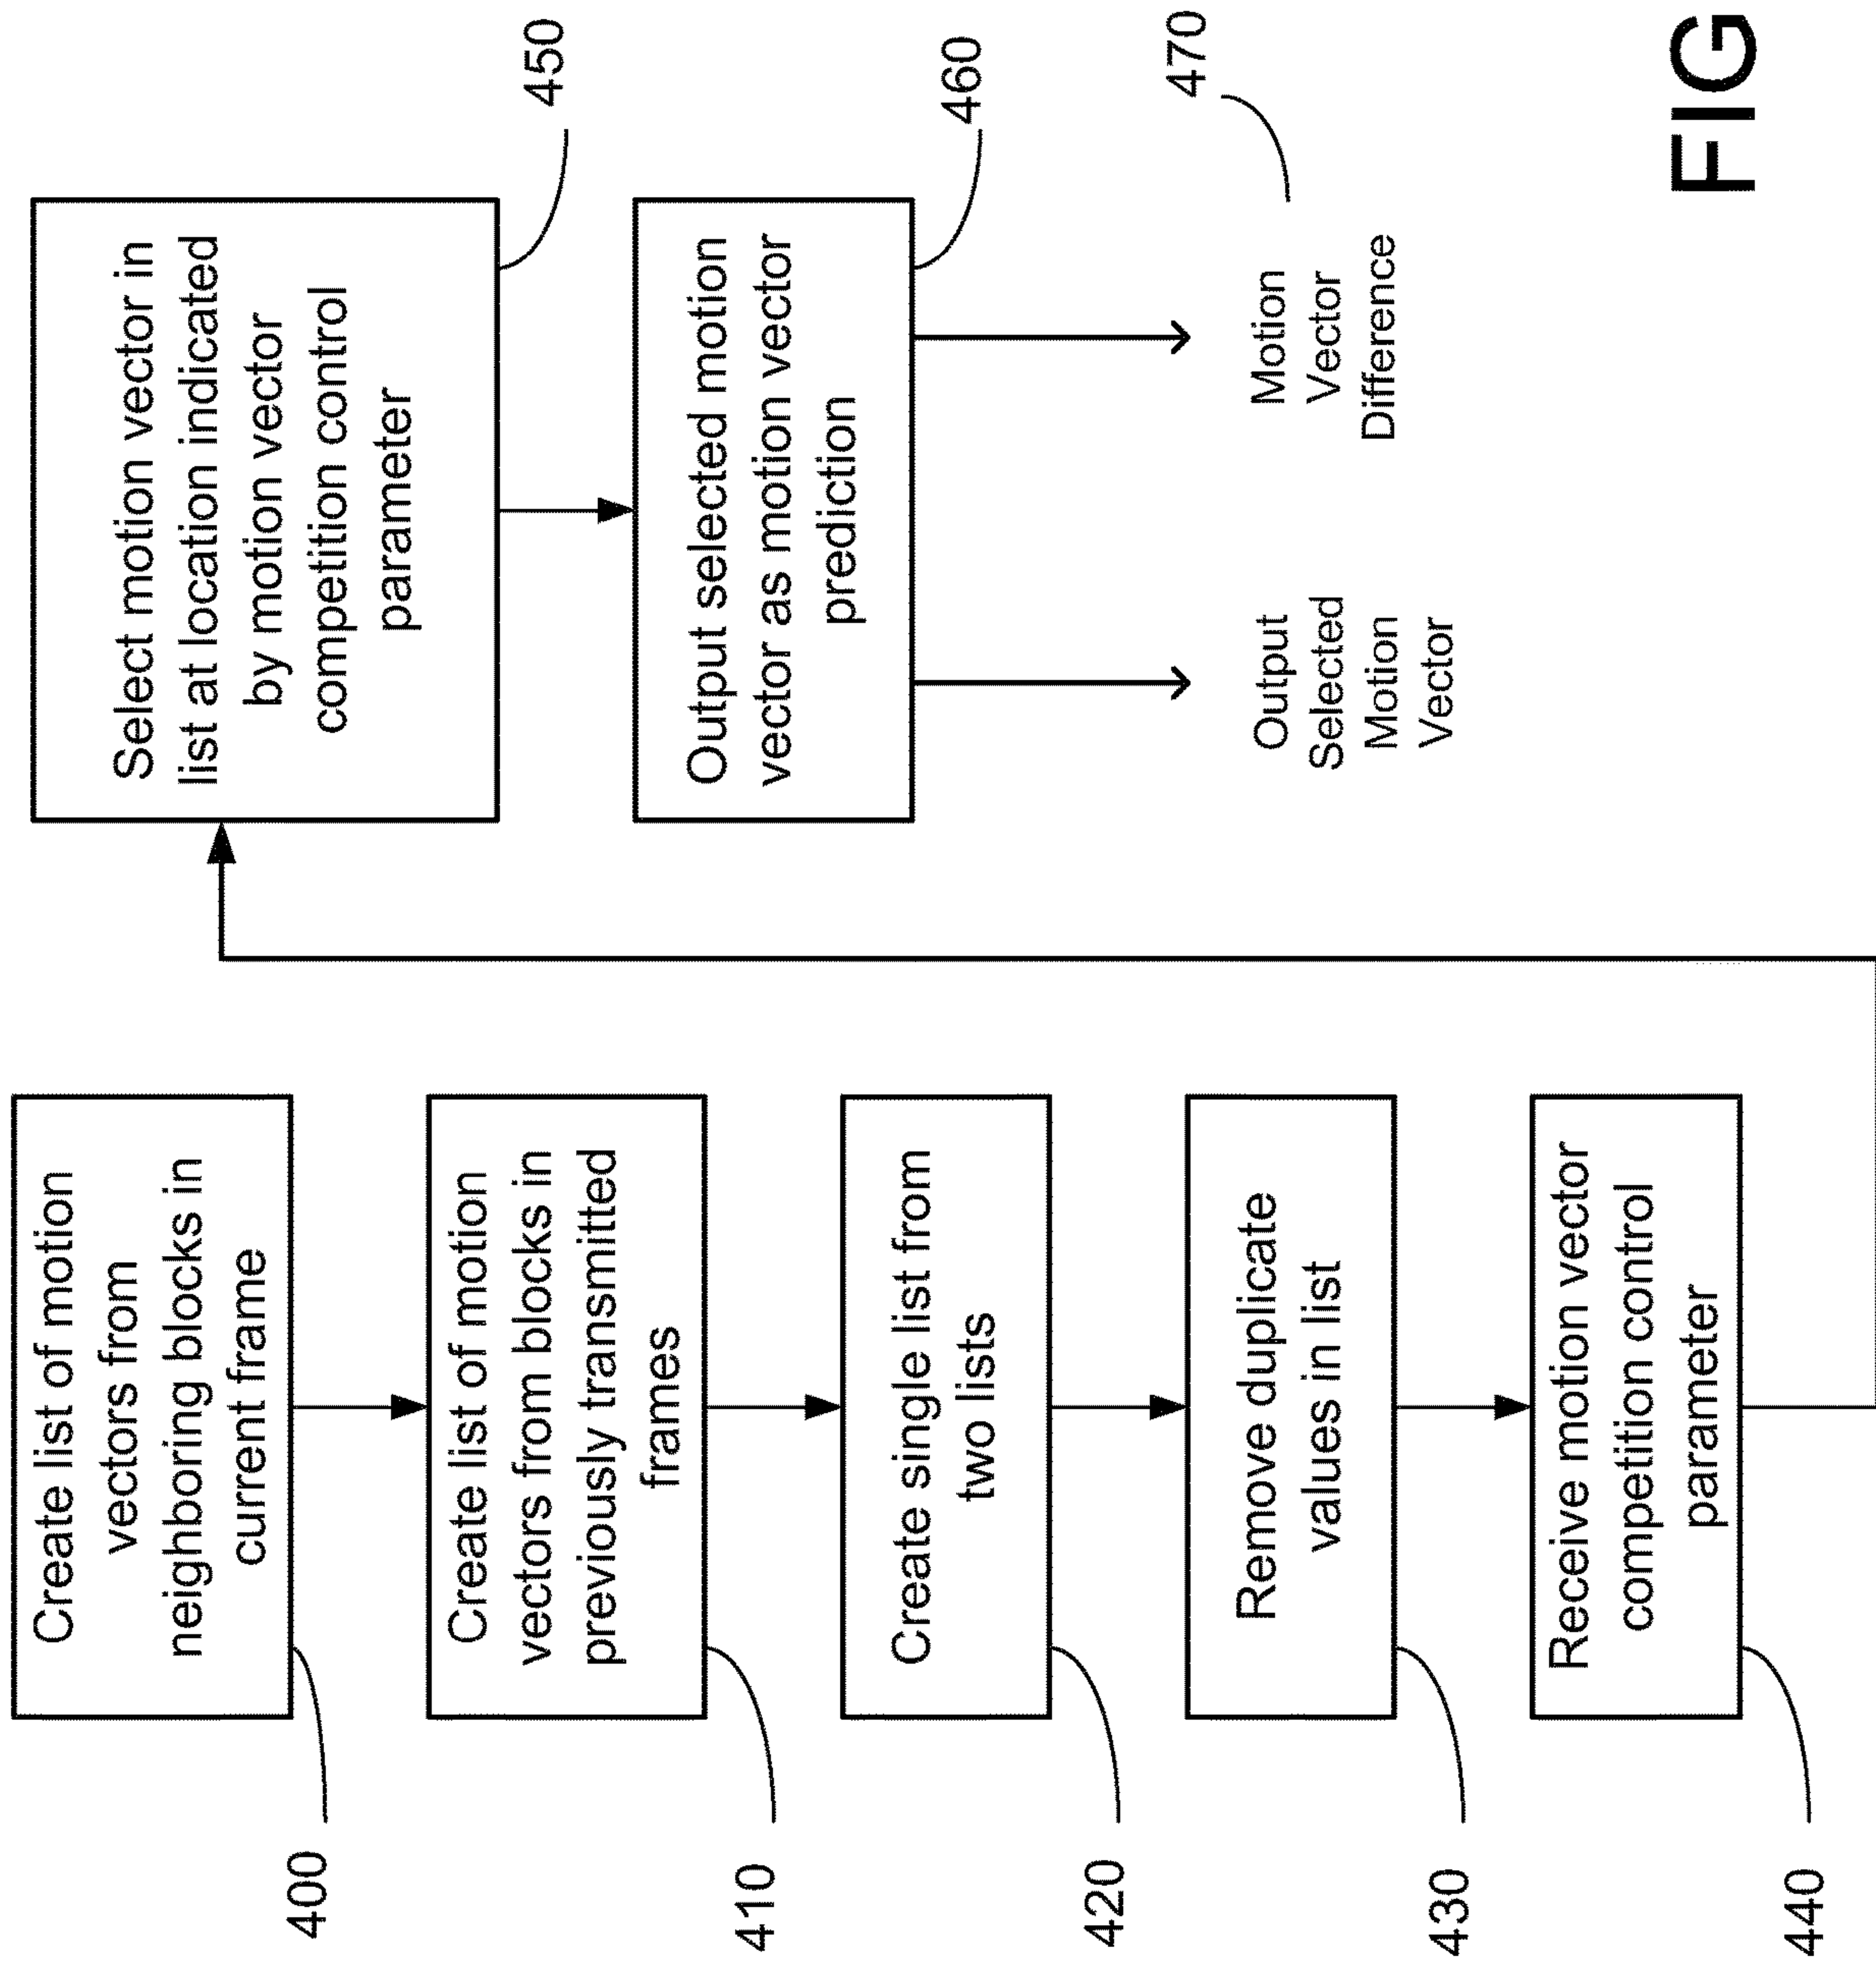 Create list of motion
vectors from
neighboring blocks in
current frame
400
Create list of motion
vectors from blocks in
previously transmitted
frames
410
Create single list from
two lists
420
Remove duplicate
values in list
430
Receive motion vector
competition control
parameter
440
Select motion vector in
list at location indicated
by motion vector
competition control
parameter
450
Output selected motion
vector as motion vector
prediction
460
Output
Selected
Motion
Vector
Motion
Vector
Difference
470
FIG